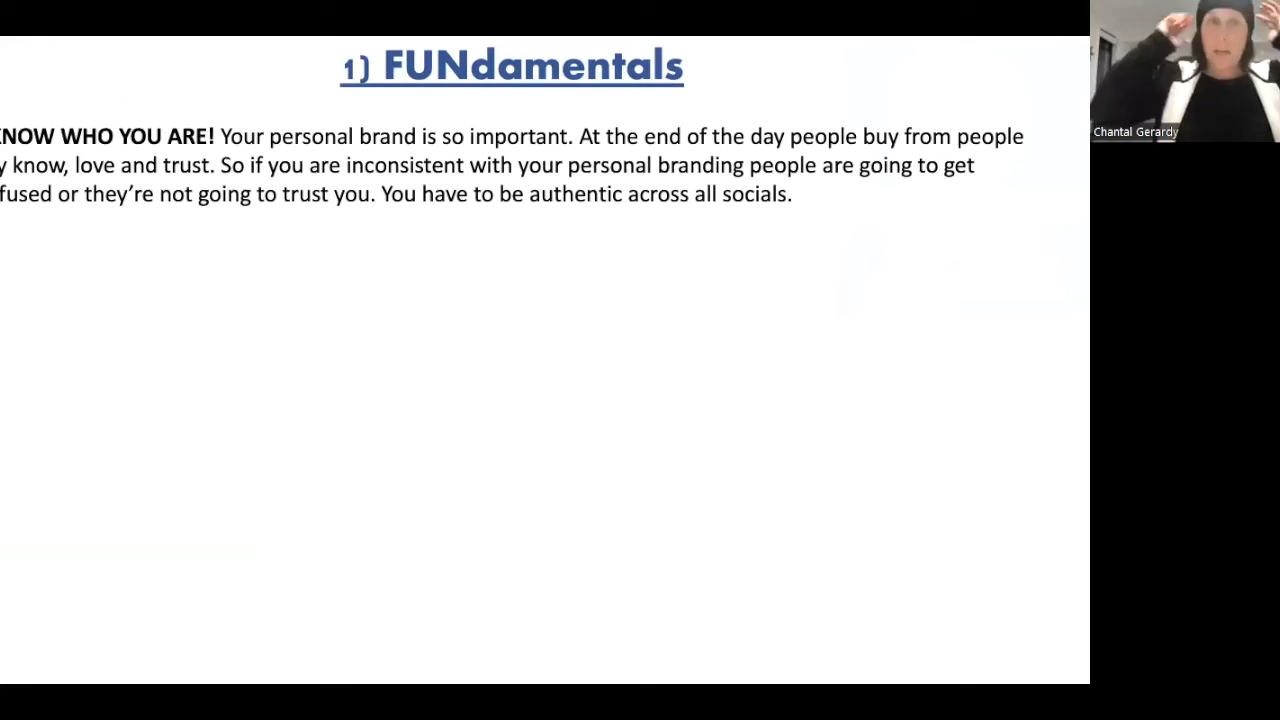 1) FUNdamentals
KNOW WHO YOU ARE! Your personal brand is so important. At the end of the day people buy from people
know, love and trust. So if you are inconsistent with your personal branding people are going to get
or they’re not going to trust you. You have to be authentic across all socials.
Chantal Gerardy